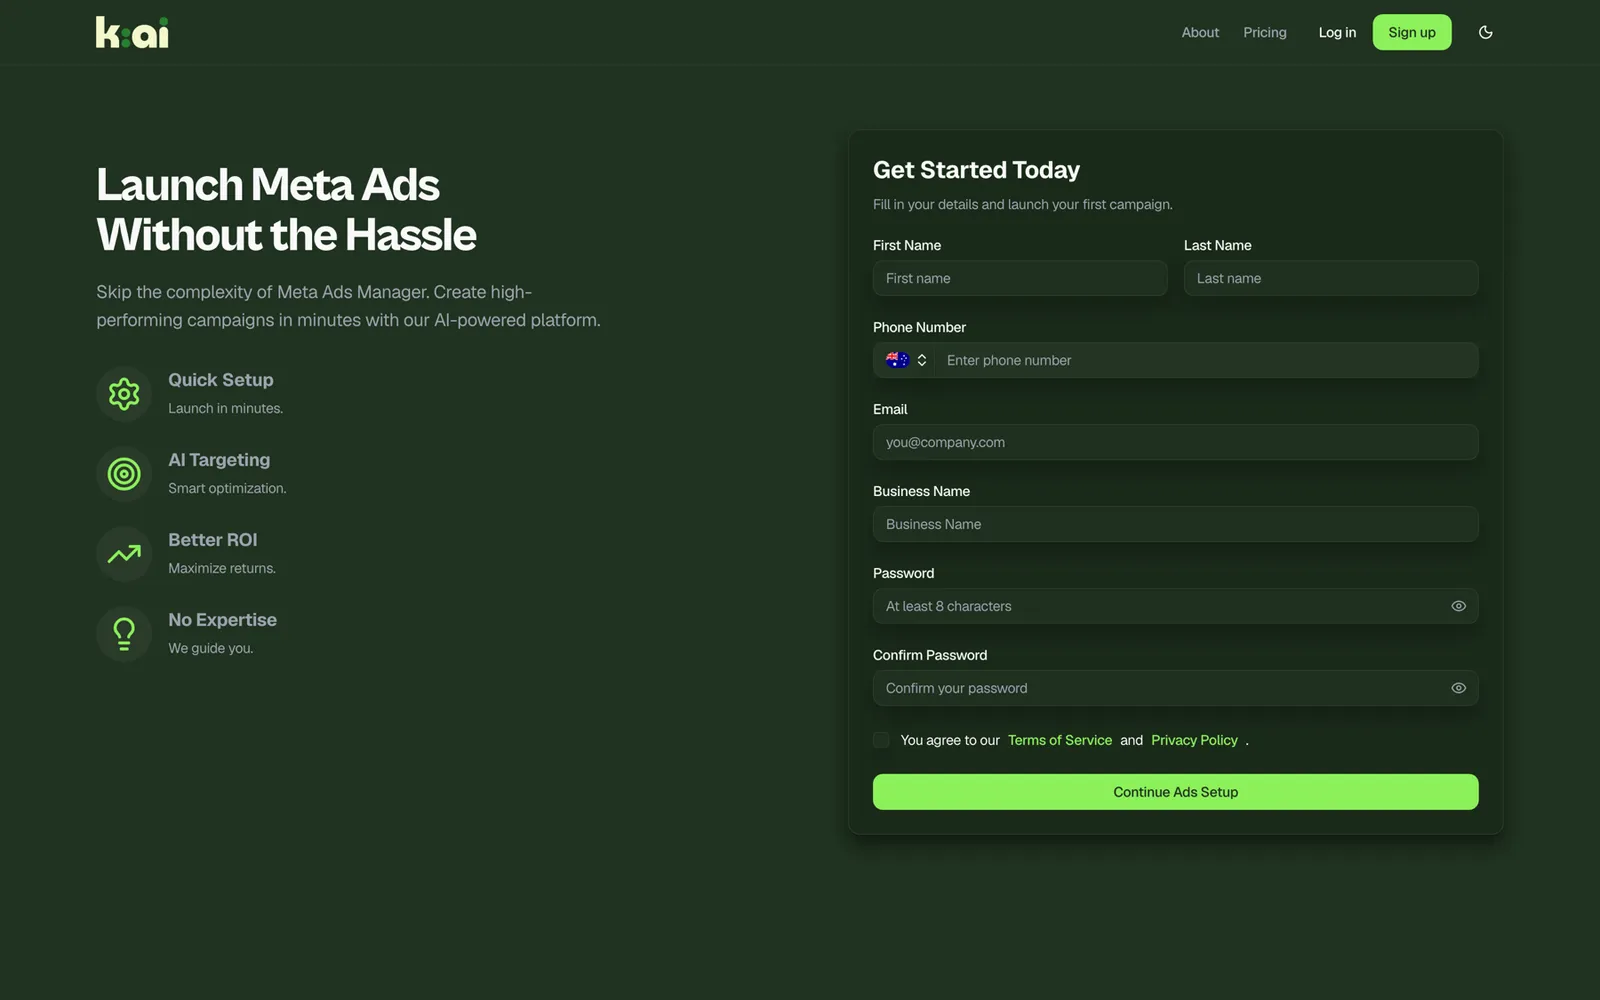 k:ai
About
Pricing
Log in
Sign up
Launch Meta Ads
Without the Hassle
Skip the complexity of Meta Ads Manager. Create high-
performing campaigns in minutes with our AI-powered platform.
Quick Setup
Launch in minutes.
AI Targeting
Smart optimization.
Better ROI
Maximize returns.
No Expertise
We guide you.
Get Started Today
Fill in your details and launch your first campaign.
First Name
Last Name
First name
Last name
Phone Number
Enter phone number
Email
you@company.com
Business Name
Business Name
Password
At least 8 characters
Confirm Password
Confirm your password
You agree to our Terms of Service and Privacy Policy .
Continue Ads Setup